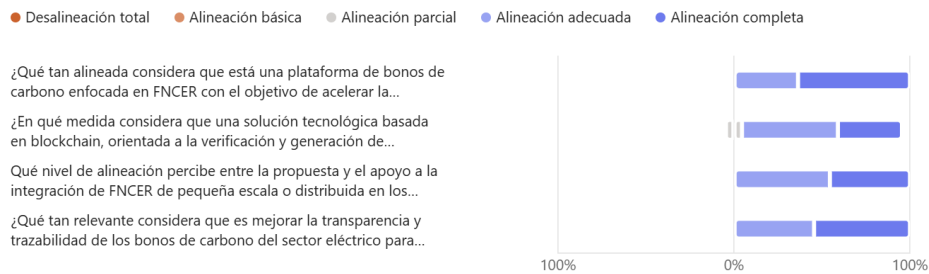 Desalineación total Alineación básica Alineación parcial Alineación adecuada Alineación completa
¿Qué tan alineada considera que está una plataforma de bonos de
carbono enfocada en FNCER con el objetivo de acelerar la...
¿En qué medida considera que una solución tecnológica basada
en blockchain, orientada a la verificación y generación de...
Qué nivel de alineación percibe entre la propuesta y el apoyo a la
integración de FNCER de pequeña escala o distribuida en los...
¿Qué tan relevante considera que es mejorar la transparencia y
trazabilidad de los bonos de carbono del sector eléctrico para...
100% 0% 100%